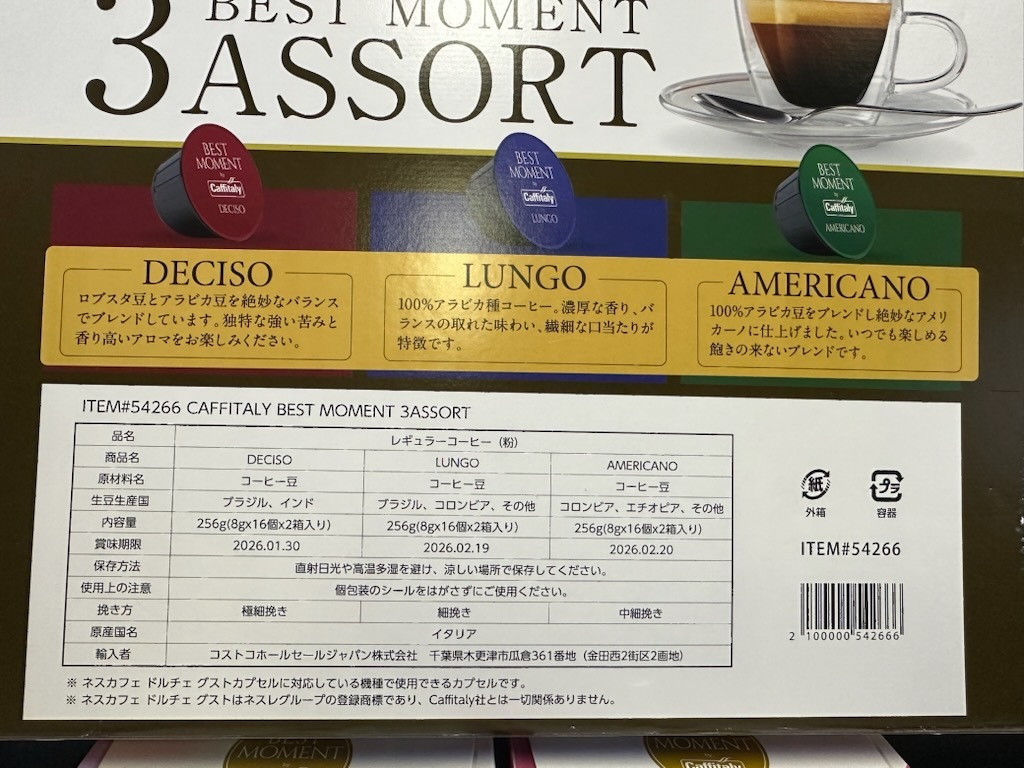 3 BEST MOMENT
ASSORT
BEST
MOMENT
by
Caffitaly
DECISO
BEST
MOMENT
by
Caffitaly
LUNGO
BEST
MOMENT
by
Caffitaly
AMERICANO
DECISO
ロブスタ豆とアラビカ豆を絶妙なバランス
でブレンドしています。独特な強い苦みと
香り高いアロマをお楽しみください。
LUNGO
100%アラビカ種コーヒー。濃厚な香り、バ
ランスの取れた味わい、繊細な口当たりが
特徴です。
AMERICANO
100%アラビカ豆をブレンドし絶妙なアメリ
カーノに仕上げました。いつでも楽しめる
飽きの来ないブレンドです。
ITEM#54266 CAFFITALY BEST MOMENT 3ASSORT
品名 レギュラーコーヒー（粉）
商品名 DECISO LUNGO AMERICANO
原材料名 コーヒー豆 コーヒー豆 コーヒー豆
生豆生産国 ブラジル、インド ブラジル、コロンビア、その他 コロンビア、エチオピア、その他
内容量 256g(8gx16個x2箱入り) 256g(8gx16個x2箱入り) 256g(8gx16個x2箱入り)
賞味期限 2026.01.30 2026.02.19 2026.02.20
保存方法 直射日光や高温多湿を避け、涼しい場所で保存してください。
使用上の注意 個包装のシールをはがさずにご使用ください。
挽き方 極細挽き 細挽き 中細挽き
原産国名 イタリア
輸入者 コストコホールセールジャパン株式会社 千葉県木更津市瓜倉361番地（金田西2街区2画地）
※ ネスカフェ ドルチェ グストカプセルに対応している機種で使用できるカプセルです。
※ ネスカフェ ドルチェ グストはネスレグループの登録商標であり、Caffitaly社とは一切関係ありません。
紙
外箱
プラ
容器
ITEM#54266
2 100000 542666
BEST
MOMENT
by
MOMENT
by
Caffitaly